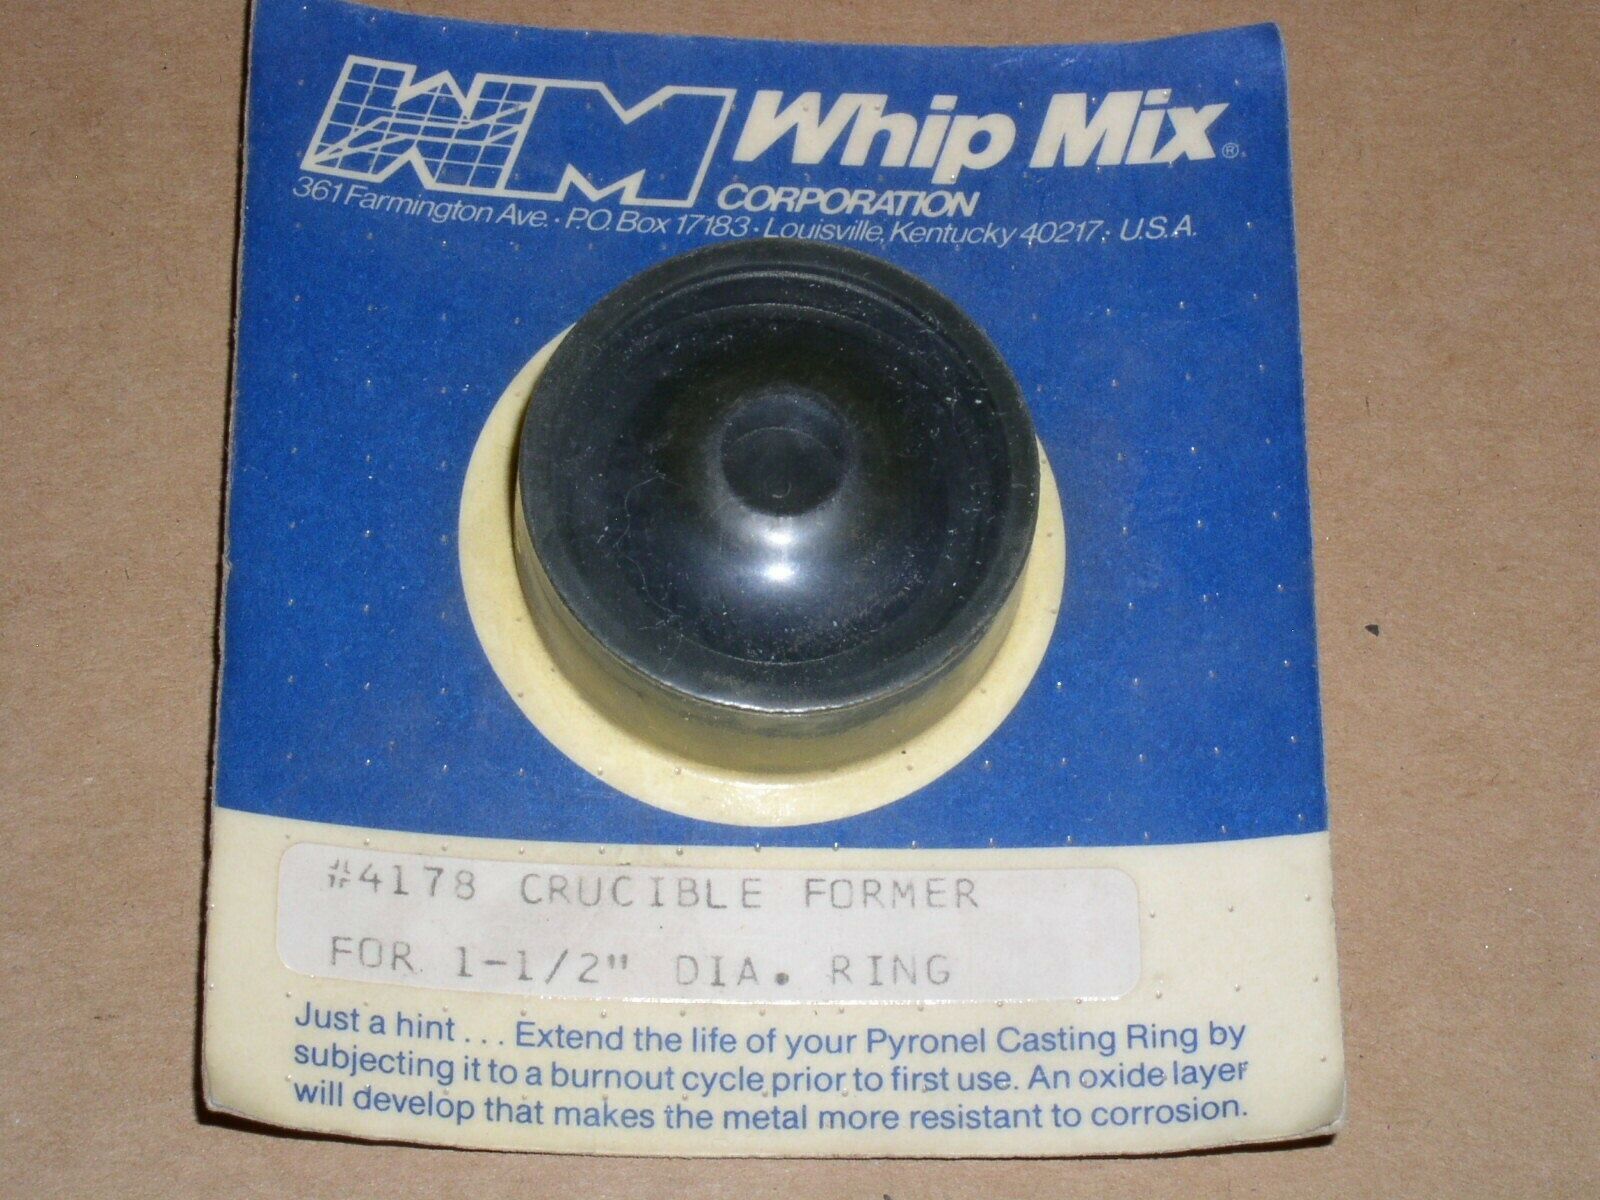 WM Whip Mix®
CORPORATION
361 Farmington Ave. · P.O. Box 17183 · Louisville, Kentucky 40217 · U.S.A.
#4178 CRUCIBLE FORMER
FOR 1-1/2" DIA. RING
Just a hint . . . Extend the life of your Pyronel Casting Ring by
subjecting it to a burnout cycle prior to first use. An oxide layer
will develop that makes the metal more resistant to corrosion.